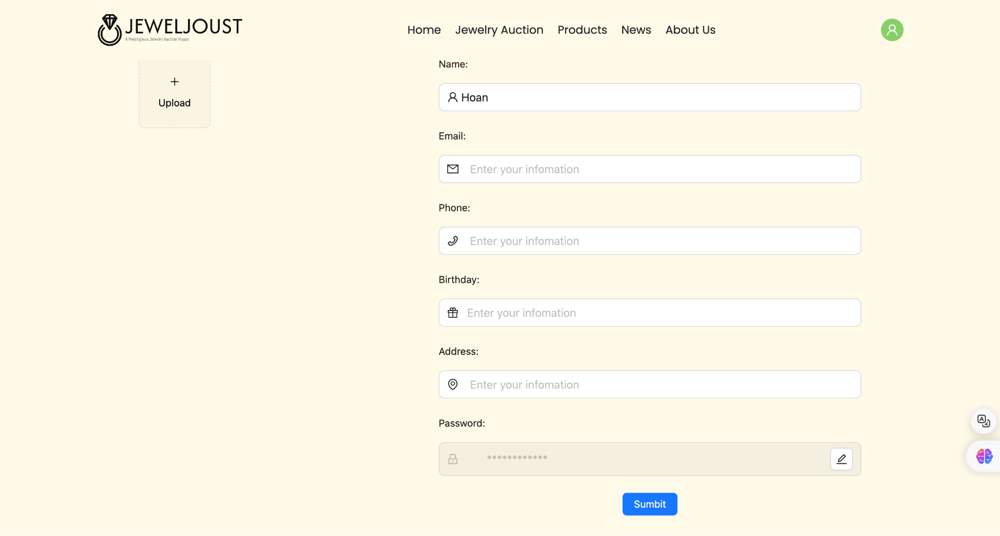 JEWELJOUST
A Prestigious Jewelry Auction House
Home Jewelry Auction Products News About Us
Upload
Name:
Hoan
Email:
Enter your infomation
Phone:
Enter your infomation
Birthday:
Enter your infomation
Address:
Enter your infomation
Password:
************
Sumbit